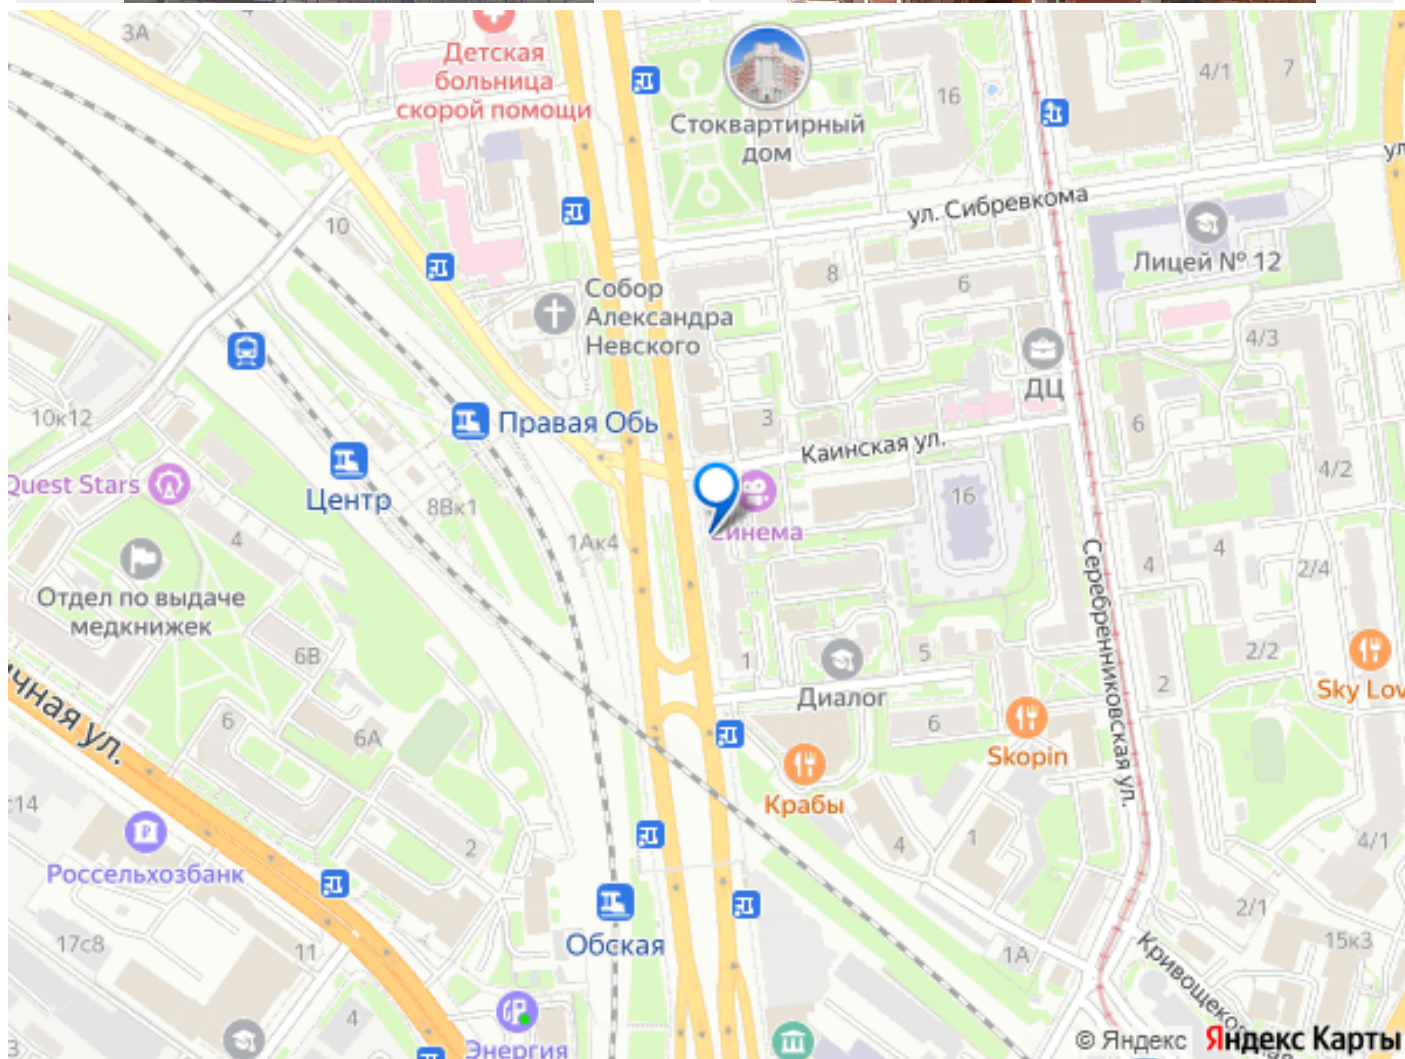 3А
Детская
больница
скорой помощи
Стоквартирный
дом
16
4/1
7
ул. Сибревкома
ул
Лицей № 12
10
8
6
Собор
Александра
Невского
4/3
ДЦ
10к12
Правая Обь
3
Каинская ул.
6
4/2
Quest Stars
Центр
8Вк1
Синема
16
4
1Ак4
4
4
2/4
Отдел по выдаче
медкнижек
Серебренниковская ул.
6В
1
5
2/2
Диалог
2
Sky Lov
чная ул.
6
6А
6
Skopin
Крабы
с14
2
4
1
4/1
Россельхозбанк
2/1
17с8
11
Обская
1А
15к3
Кривощеко
4
3
Энергия
© Яндекс Яндекс Карты